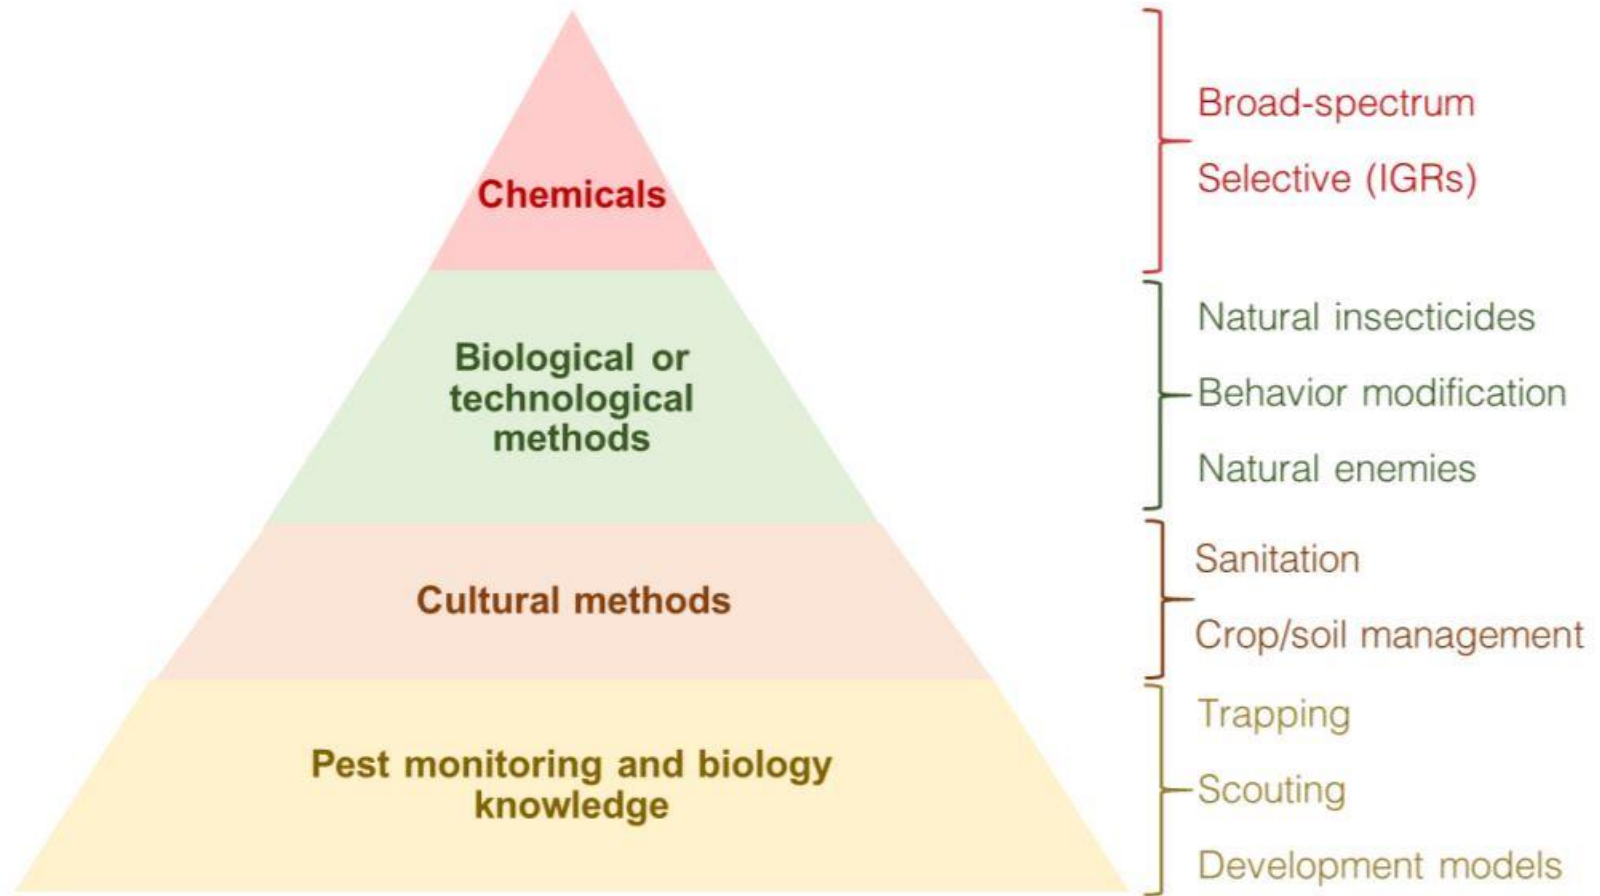 Chemicals
Broad-spectrum
Selective (IGRs)
Biological or
technological
methods
Natural insecticides
Behavior modification
Natural enemies
Cultural methods
Sanitation
Crop/soil management
Pest monitoring and biology
knowledge
Trapping
Scouting
Development models